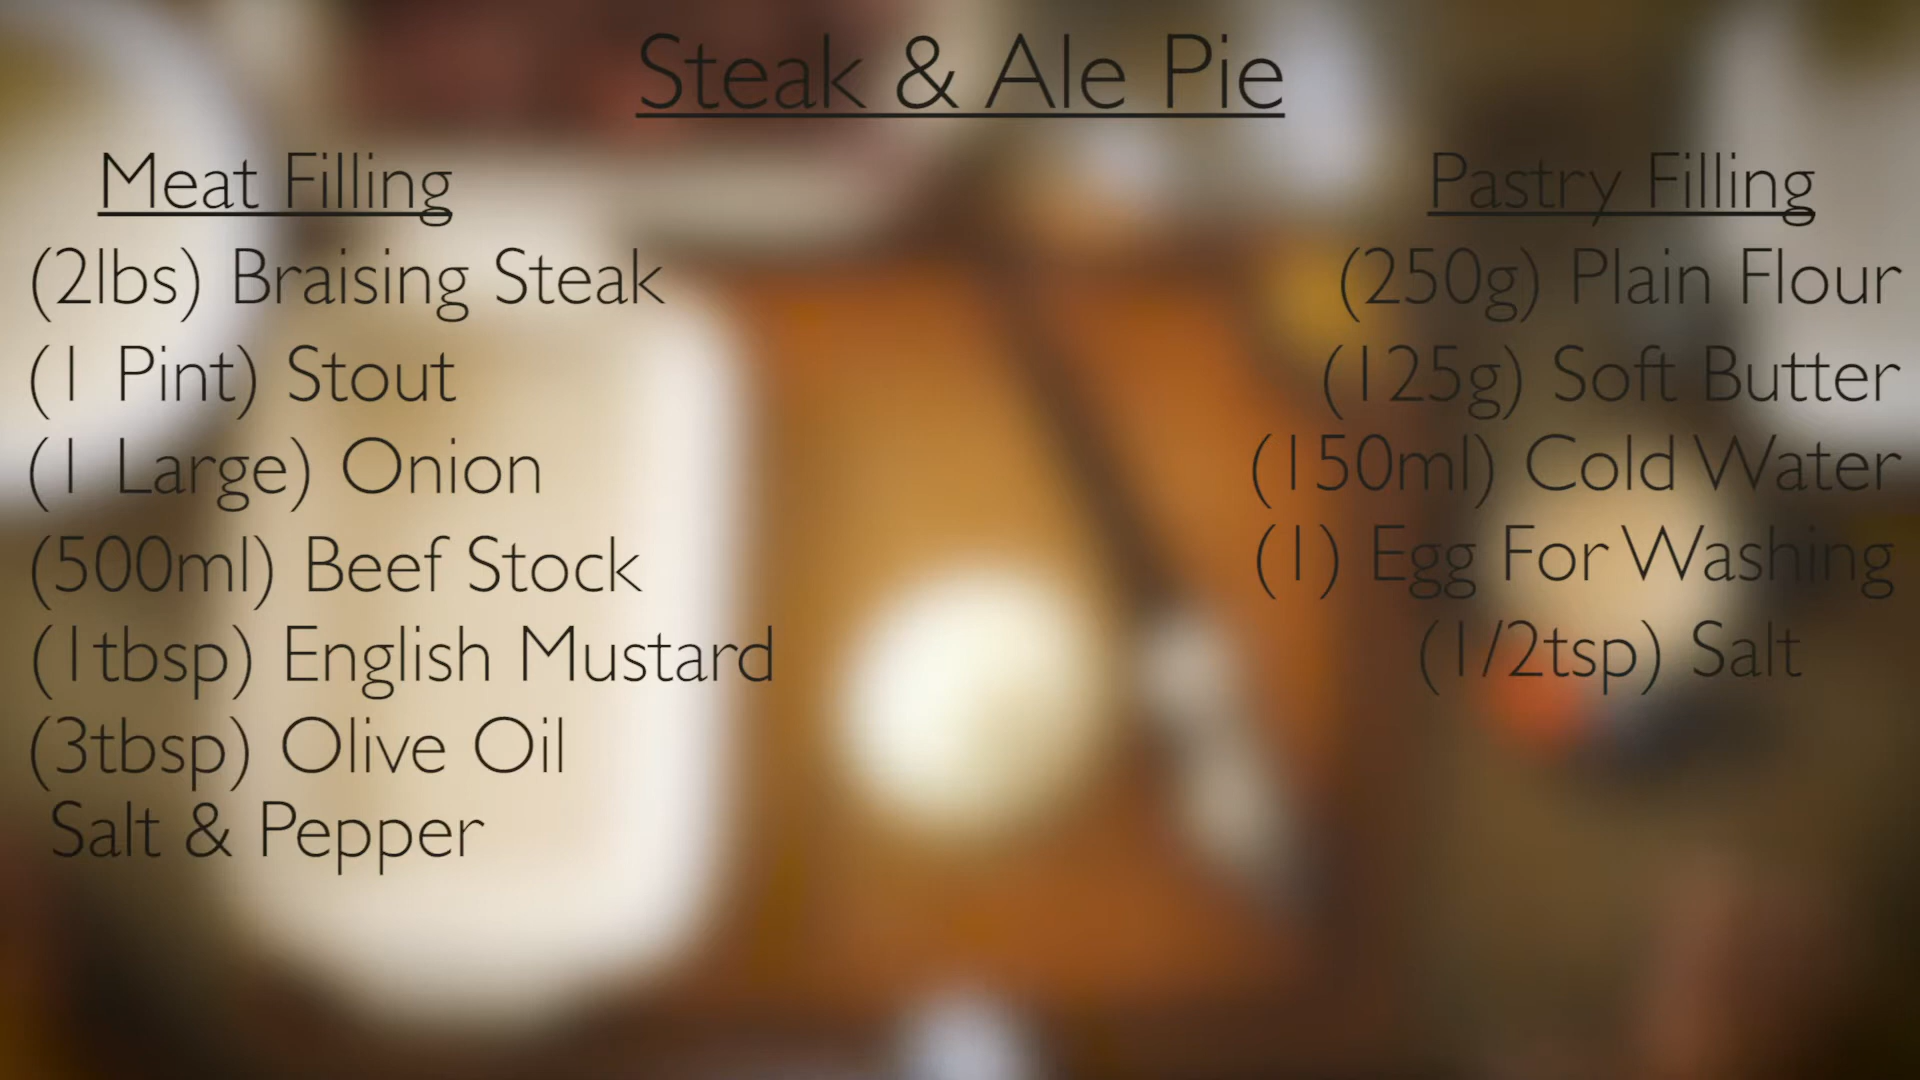 Steak & Ale Pie
Meat Filling
(2lbs) Braising Steak
(1 Pint) Stout
(1 Large) Onion
(500ml) Beef Stock
(1tbsp) English Mustard
(3tbsp) Olive Oil
Salt & Pepper
Pastry Filling
(250g) Plain Flour
(125g) Soft Butter
(150ml) Cold Water
(1) Egg For Washing
(1/2tsp) Salt